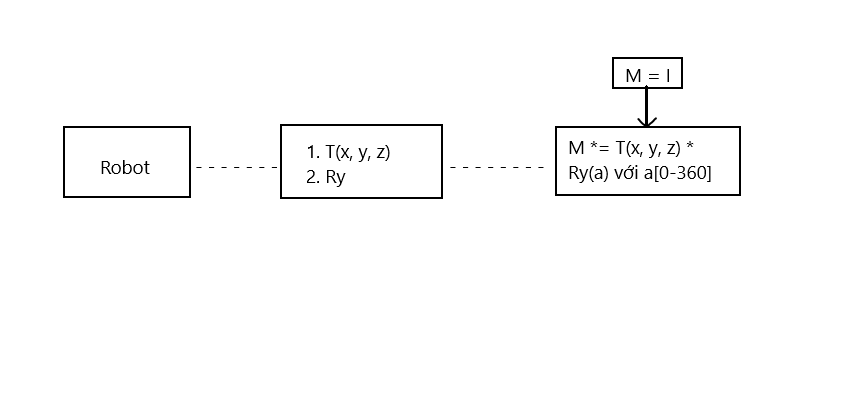 M = I
Robot
1. T(x, y, z)
2. Ry
M *= T(x, y, z) *
Ry(a) với a[0-360]